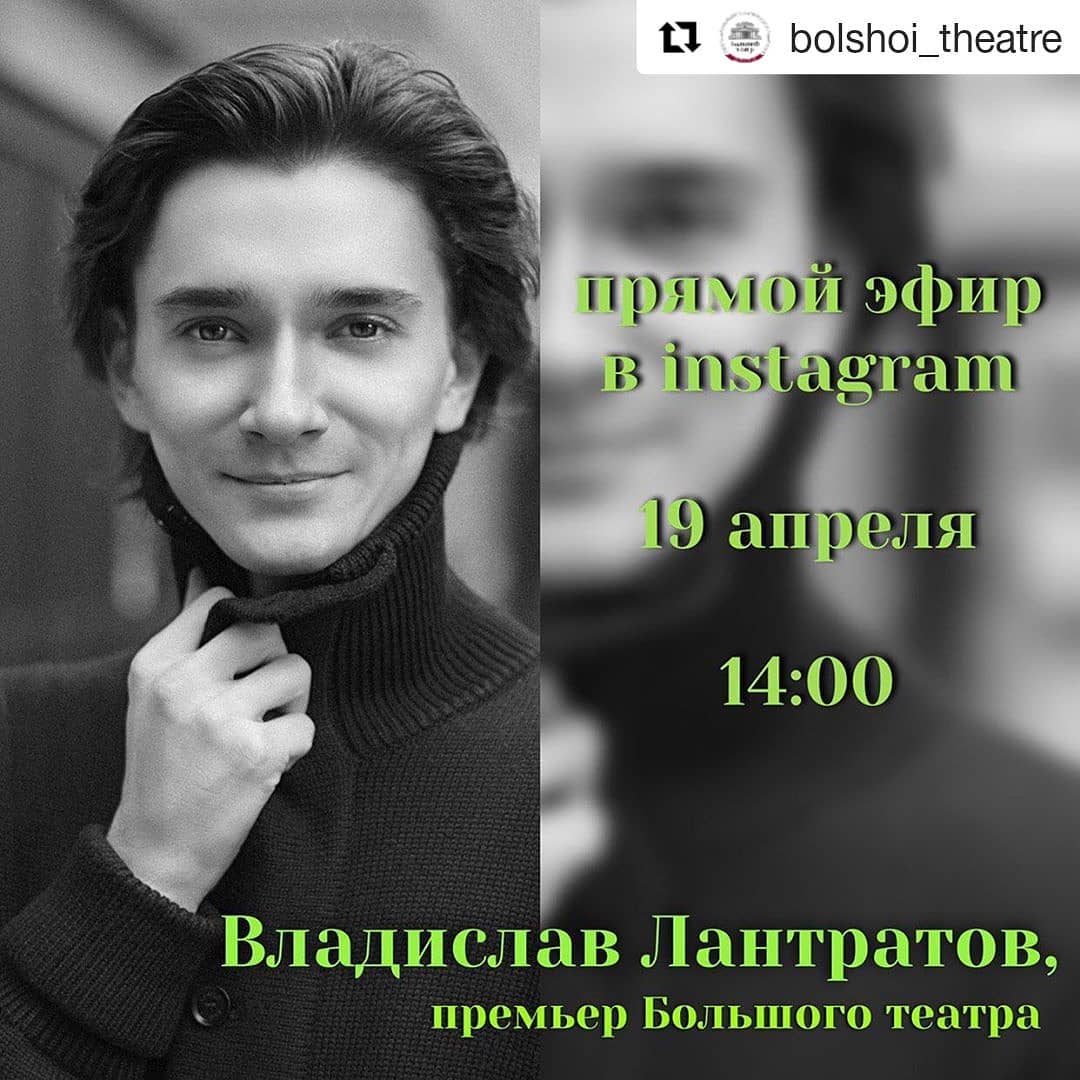 bolshoi_theatre
прямой эфир
в instagram
19 апреля
14:00
Владислав Лантратов,
премьер Большого театра